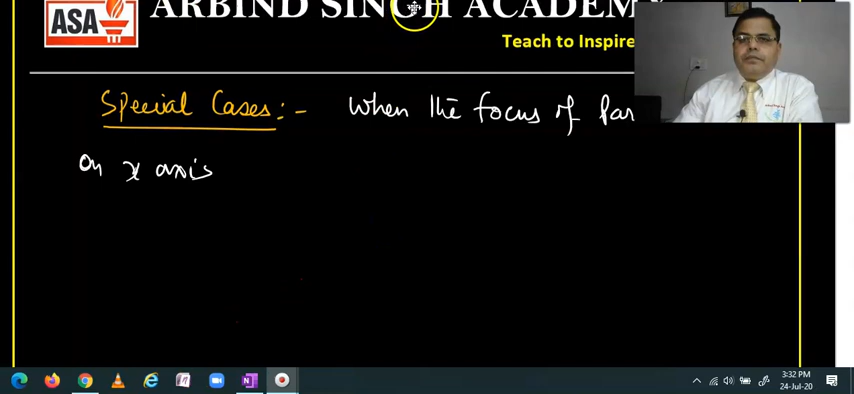 ARBIND SINGH ACADEMY
ASA
Teach to Inspire
Special Cases:- When the focus of Par
on x axis
3:32 PM
24-Jul-20